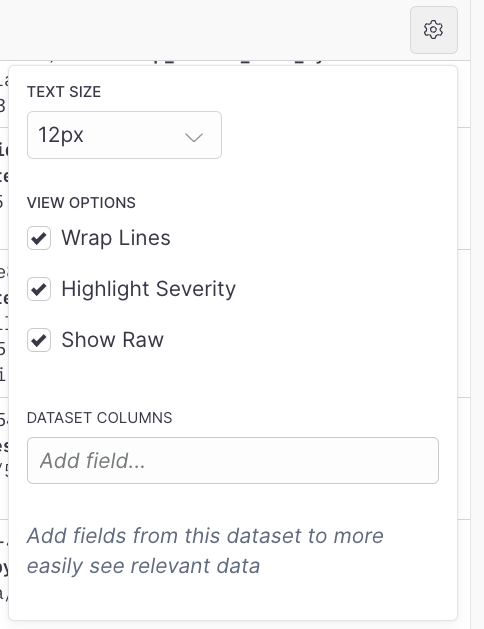 TEXT SIZE
12px
VIEW OPTIONS
Wrap Lines
Highlight Severity
Show Raw
DATASET COLUMNS
Add field...
Add fields from this dataset to more
easily see relevant data